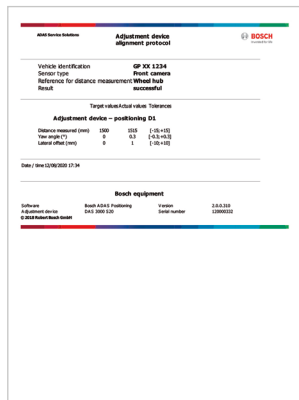 ADAS Service Solutions
Adjustment device
alignment protocol
BOSCH
Invented for life
Vehicle identification GP XX 1234
Sensor type Front camera
Reference for distance measurement Wheel hub
Result successful
Target values Actual values Tolerances
Adjustment device – positioning D1
Distance measured (mm) 1500 1515 [-15;+15]
Yaw angle (°) 0 0.3 [-0.3;+0.3]
Lateral offset (mm) 0 1 [-10;+10]
Date / time 12/08/2020 17:34
Bosch equipment
Software Bosch ADAS Positioning Version 2.0.0.310
Adjustment device DAS 3000 S20 Serial number 120000332
© 2018 Robert Bosch GmbH